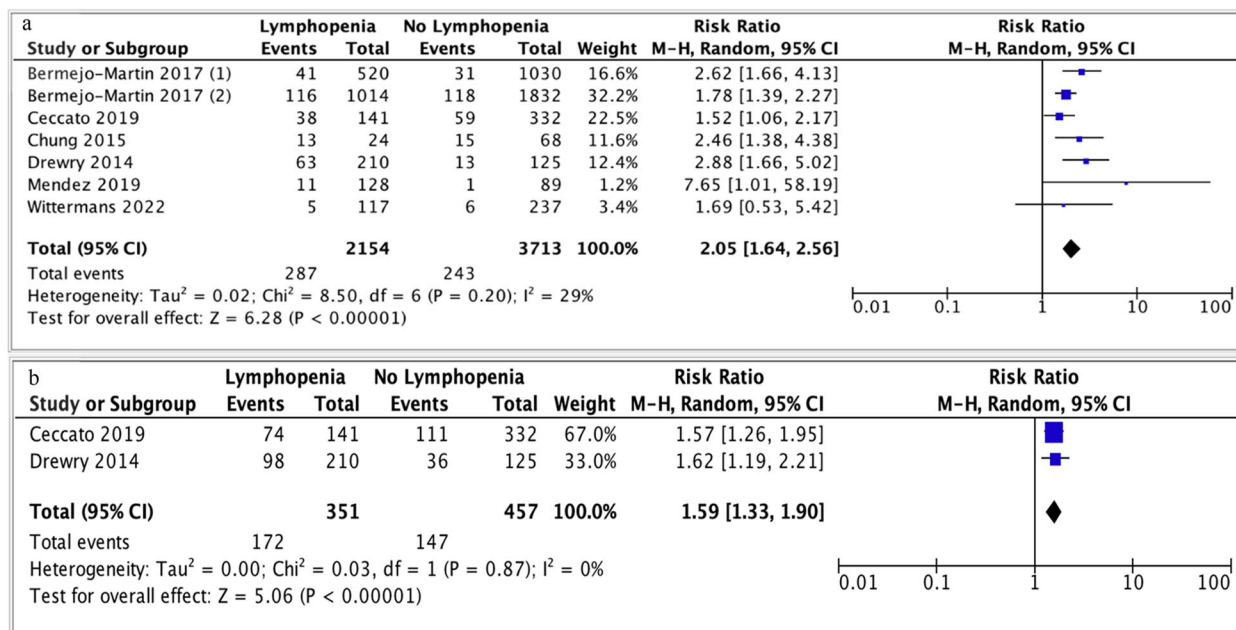 a
Lymphopenia No Lymphopenia Risk Ratio Risk Ratio
Study or Subgroup Events Total Events Total Weight M-H, Random, 95% CI M-H, Random, 95% CI
Bermejo-Martin 2017 (1) 41 520 31 1030 16.6% 2.62 [1.66, 4.13]
Bermejo-Martin 2017 (2) 116 1014 118 1832 32.2% 1.78 [1.39, 2.27]
Ceccato 2019 38 141 59 332 22.5% 1.52 [1.06, 2.17]
Chung 2015 13 24 15 68 11.6% 2.46 [1.38, 4.38]
Drewry 2014 63 210 13 125 12.4% 2.88 [1.66, 5.02]
Mendez 2019 11 128 1 89 1.2% 7.65 [1.01, 58.19]
Wittermans 2022 5 117 6 237 3.4% 1.69 [0.53, 5.42]
Total (95% CI) 2154 3713 100.0% 2.05 [1.64, 2.56]
Total events 287 243
Heterogeneity: Tau² = 0.02; Chi² = 8.50, df = 6 (P = 0.20); I² = 29%
Test for overall effect: Z = 6.28 (P < 0.00001)
0.01 0.1 1 10 100
b
Lymphopenia No Lymphopenia Risk Ratio Risk Ratio
Study or Subgroup Events Total Events Total Weight M-H, Random, 95% CI M-H, Random, 95% CI
Ceccato 2019 74 141 111 332 67.0% 1.57 [1.26, 1.95]
Drewry 2014 98 210 36 125 33.0% 1.62 [1.19, 2.21]
Total (95% CI) 351 457 100.0% 1.59 [1.33, 1.90]
Total events 172 147
Heterogeneity: Tau² = 0.00; Chi² = 0.03, df = 1 (P = 0.87); I² = 0%
Test for overall effect: Z = 5.06 (P < 0.00001)
0.01 0.1 1 10 100